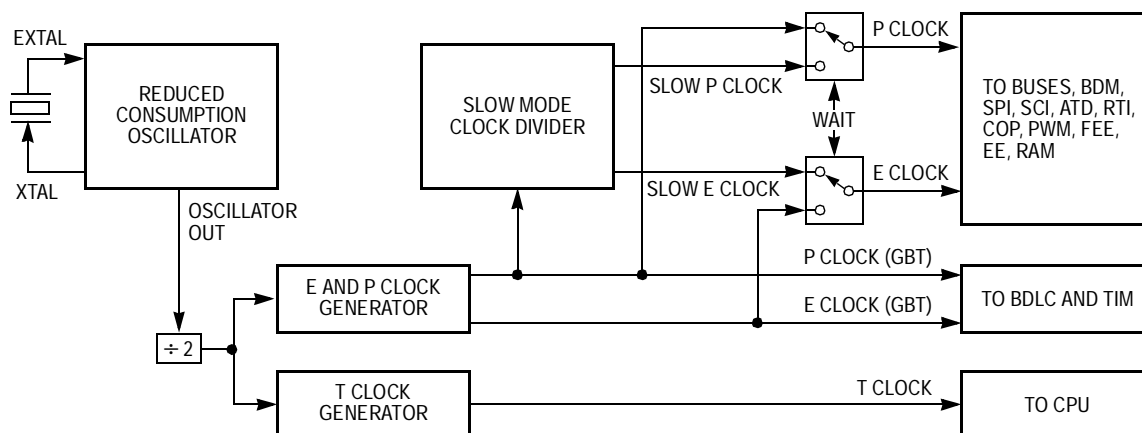 EXTAL
REDUCED
CONSUMPTION
OSCILLATOR
XTAL
OSCILLATOR
OUT
÷ 2
SLOW MODE
CLOCK DIVIDER
SLOW P CLOCK
WAIT
SLOW E CLOCK
P CLOCK
E CLOCK
TO BUSES, BDM,
SPI, SCI, ATD, RTI,
COP, PWM, FEE,
EE, RAM
E AND P CLOCK
GENERATOR
P CLOCK (GBT)
E CLOCK (GBT)
TO BDLC AND TIM
T CLOCK
GENERATOR
T CLOCK
TO CPU